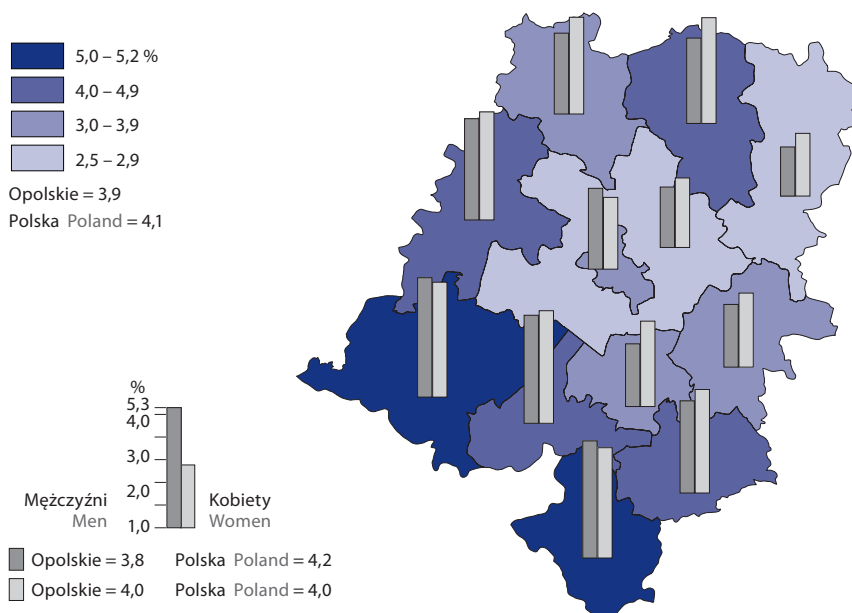 5,0 – 5,2 %
4,0 – 4,9
3,0 – 3,9
2,5 – 2,9
Opolskie = 3,9
Polska Poland = 4,1
%
5,3
4,0
3,0
2,0
1,0
Mężczyźni Kobiety
Men Women
Opolskie = 3,8 Polska Poland = 4,2
Opolskie = 4,0 Polska Poland = 4,0